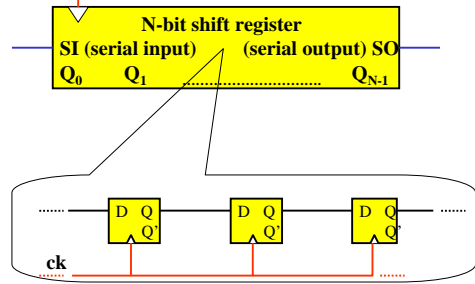 N-bit shift register
SI (serial input) (serial output) SO
Q0 Q1 ........................... QN-1
D Q D Q D Q
Q' Q' Q'
ck